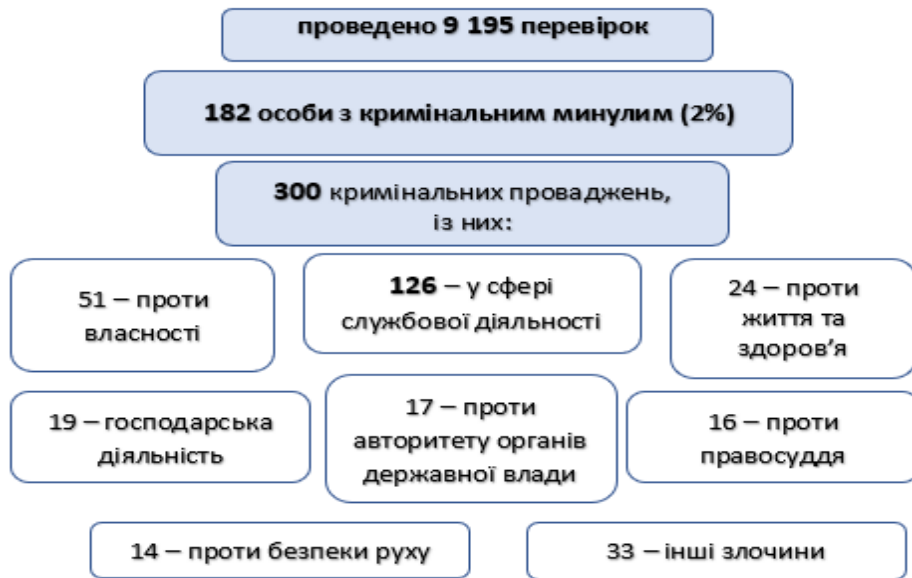 проведено 9 195 перевірок
182 особи з кримінальним минулим (2%)
300 кримінальних проваджень,
із них:
51 – проти
власності
126 – у сфері
службової діяльності
24 – проти
життя та
здоров’я
19 – господарська
діяльність
17 – проти
авторитету органів
державної влади
16 – проти
правосуддя
14 – проти безпеки руху
33 – інші злочини